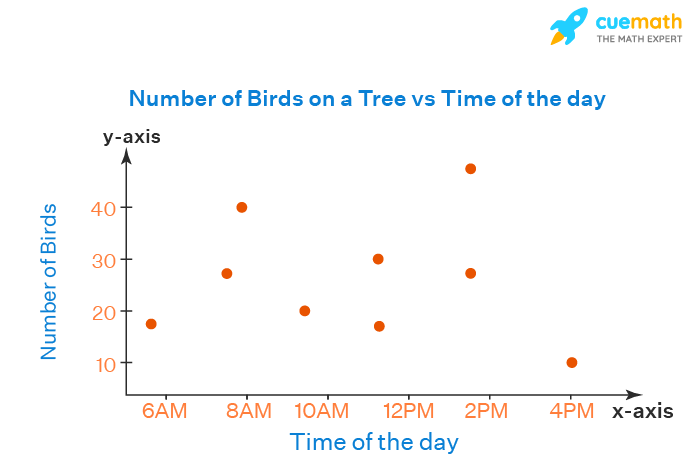 cuemath
THE MATH EXPERT
Number of Birds on a Tree vs Time of the day
y-axis
Number of Birds
40
30
20
10
6AM 8AM 10AM 12PM 2PM 4PM x-axis
Time of the day